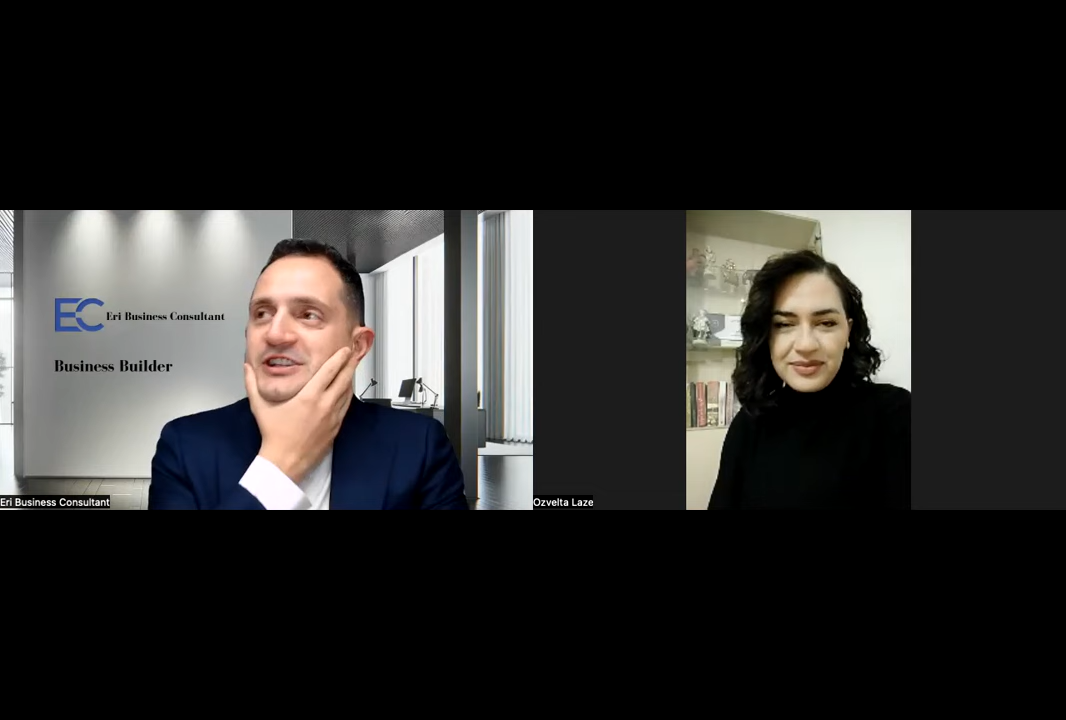 EC Eri Business Consultant
Business Builder
Eri Business Consultant
Ozvelta Laze